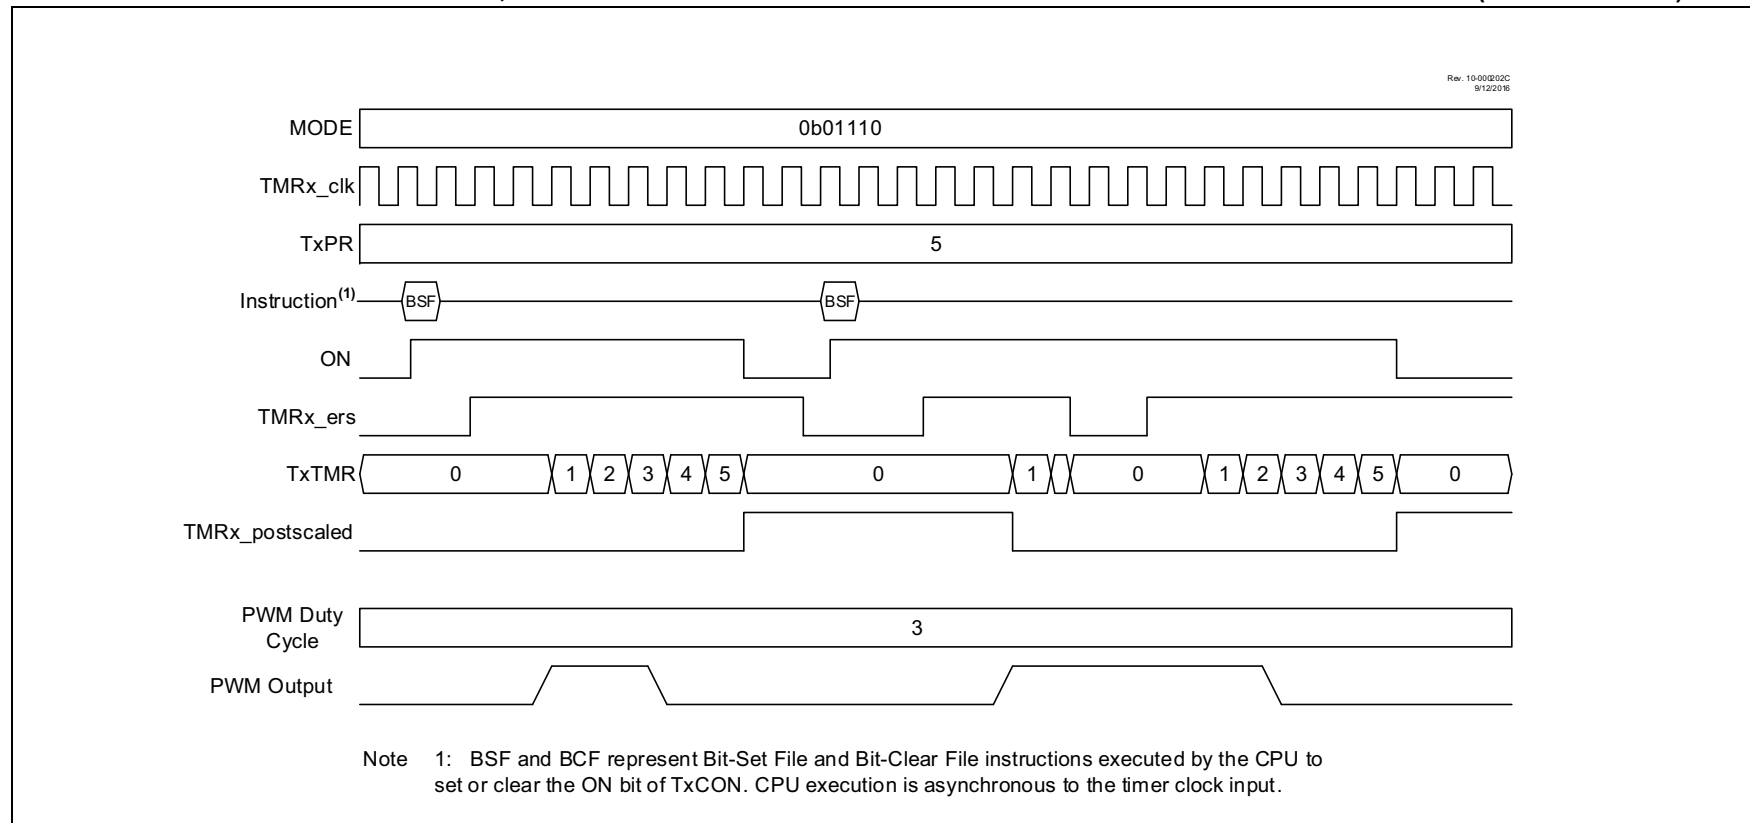 Rev. 10-000202C
9/12/2016
MODE 0b01110
TMRx_clk
TxPR 5
Instruction(1) BSF BSF
ON
TMRx_ers
TxTMR 0 1 2 3 4 5 0 1 0 1 2 3 4 5 0
TMRx_postscaled
PWM Duty
Cycle 3
PWM Output
Note 1: BSF and BCF represent Bit-Set File and Bit-Clear File instructions executed by the CPU to
set or clear the ON bit of TxCON. CPU execution is asynchronous to the timer clock input.